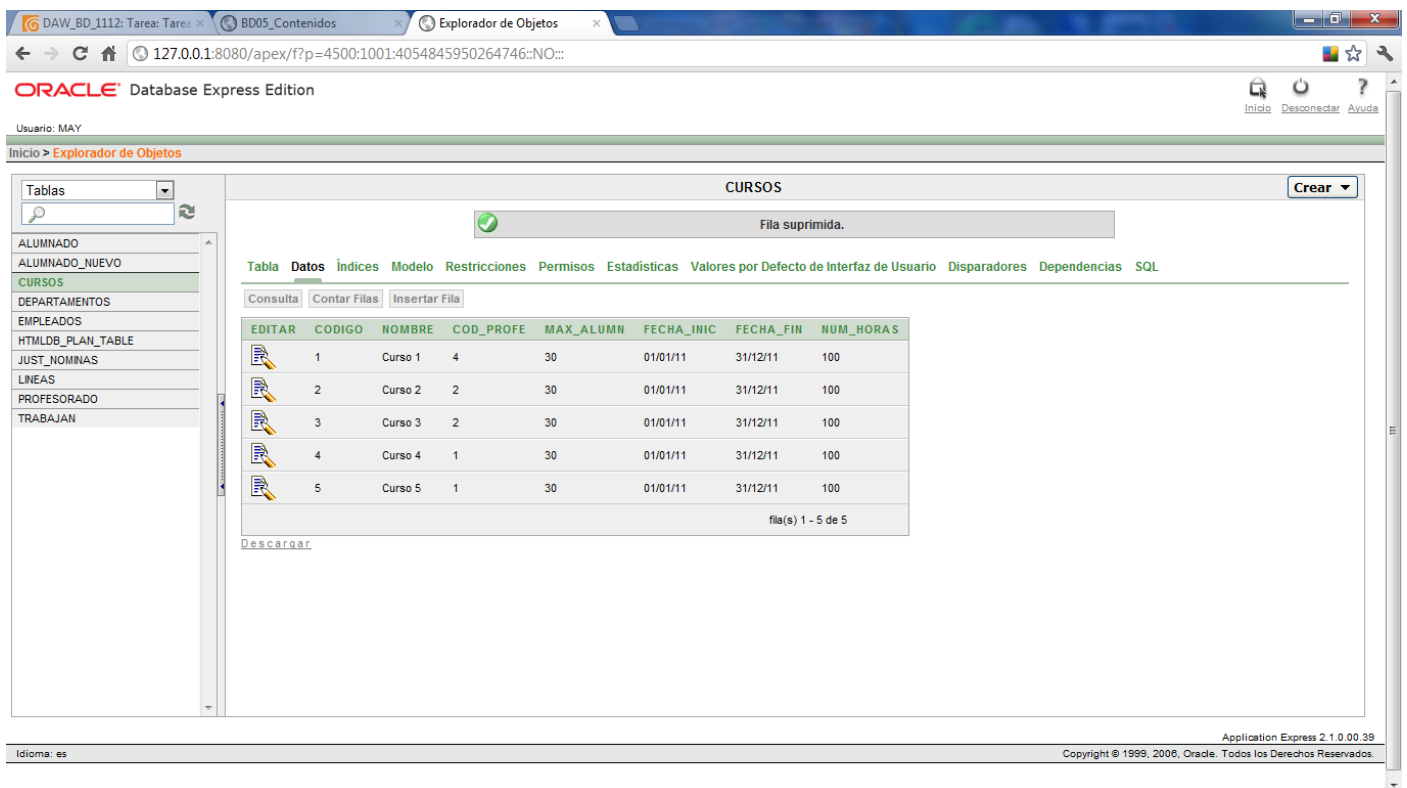 DAW_BD_1112: Tarea: Tarea BD05_Contenidos Explorador de Objetos
127.0.0.1:8080/apex/f?p=4500:1001:4054845950264746::NO:::
ORACLE Database Express Edition
Inicio Desconectar Ayuda
Usuario: MAY
Inicio > Explorador de Objetos
Tablas
CURSOS
Crear
Fila suprimida.
ALUMNADO
ALUMNADO_NUEVO
CURSOS
DEPARTAMENTOS
EMPLEADOS
HTMLDB_PLAN_TABLE
JUST_NOMINAS
LINEAS
PROFESORADO
TRABAJAN
Tabla Datos Índices Modelo Restricciones Permisos Estadísticas Valores por Defecto de Interfaz de Usuario Disparadores Dependencias SQL
Consulta Contar Filas Insertar Fila
EDITAR CODIGO NOMBRE COD_PROFE MAX_ALUMN FECHA_INIC FECHA_FIN NUM_HORAS
1 Curso 1 4 30 01/01/11 31/12/11 100
2 Curso 2 2 30 01/01/11 31/12/11 100
3 Curso 3 2 30 01/01/11 31/12/11 100
4 Curso 4 1 30 01/01/11 31/12/11 100
5 Curso 5 1 30 01/01/11 31/12/11 100
fila(s) 1 - 5 de 5
Descargar
Application Express 2.1.0.00.39
Idioma: es
Copyright © 1999, 2006, Oracle. Todos los Derechos Reservados.